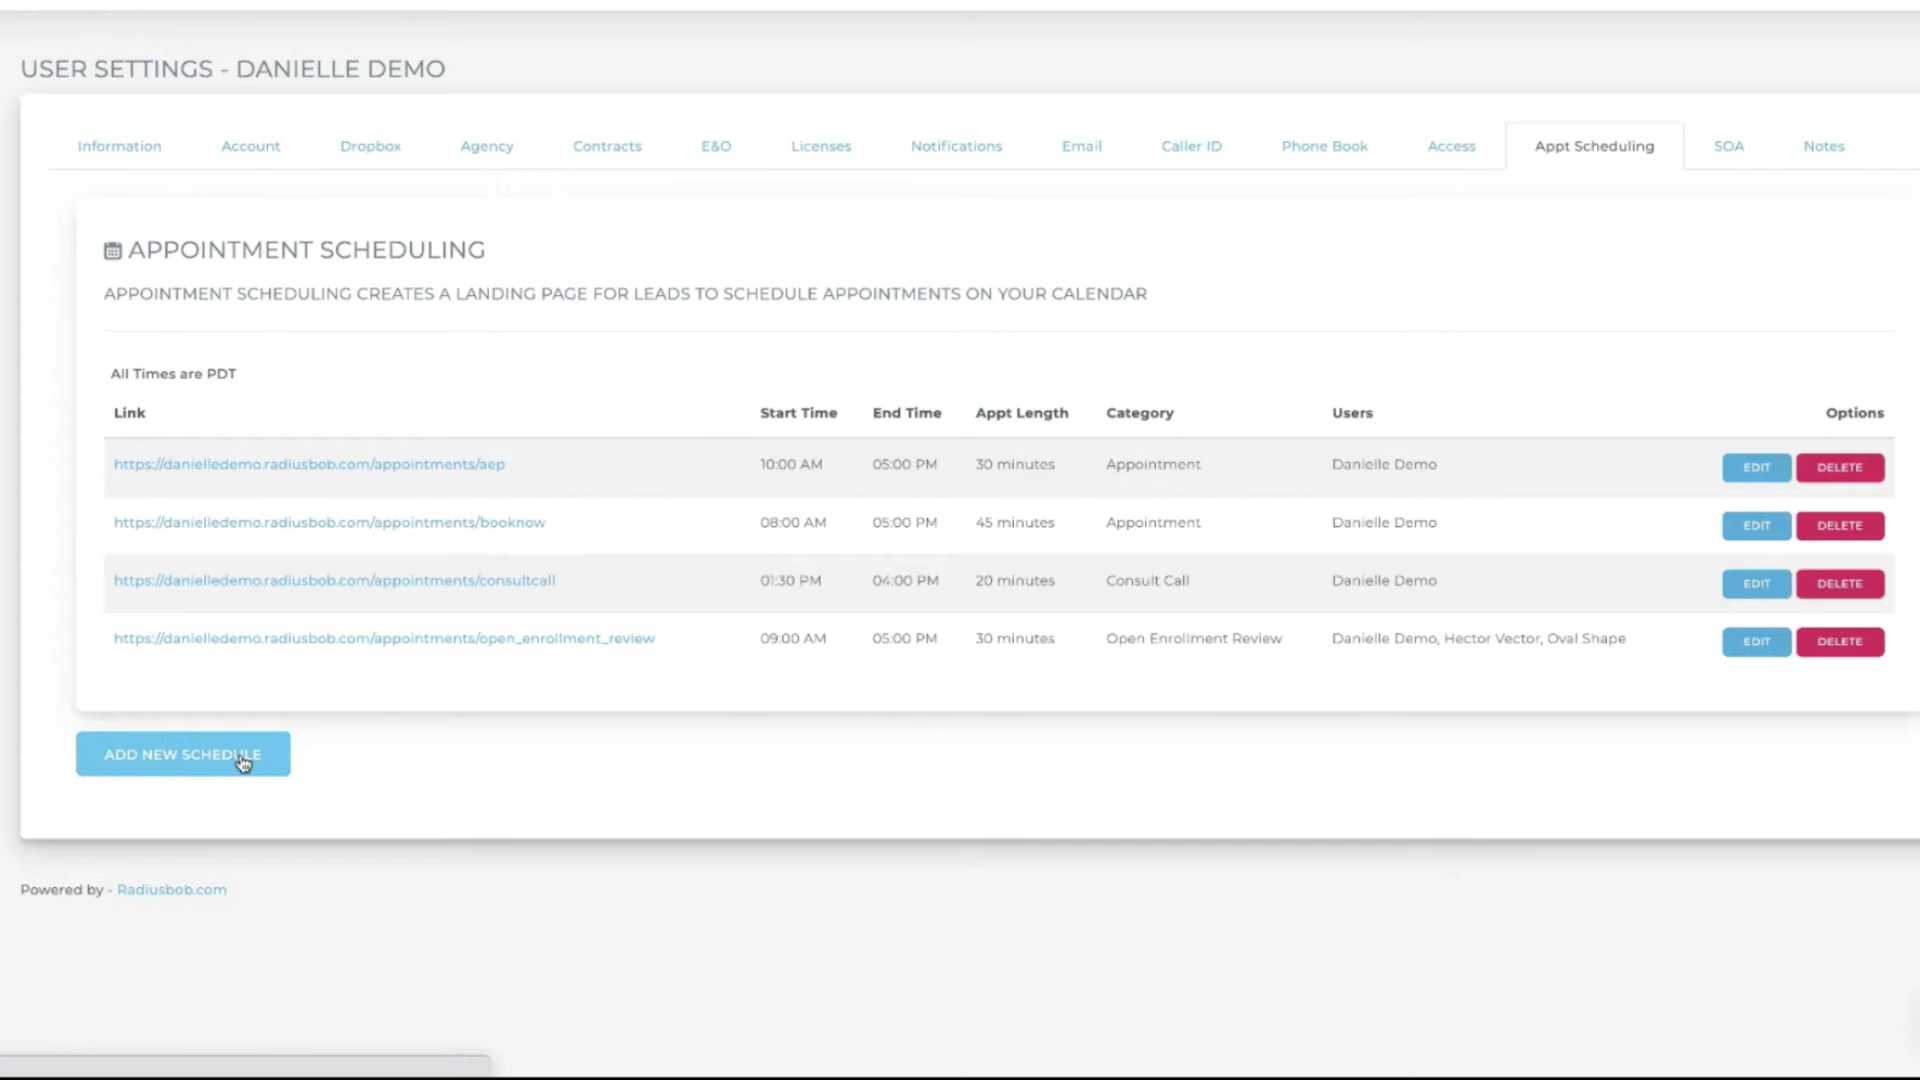 USER SETTINGS - DANIELLE DEMO
Information Account Dropbox Agency Contracts E&O Licenses Notifications Email Caller ID Phone Book Access Appt Scheduling SOA Notes
APPOINTMENT SCHEDULING
APPOINTMENT SCHEDULING CREATES A LANDING PAGE FOR LEADS TO SCHEDULE APPOINTMENTS ON YOUR CALENDAR
All Times are PDT
Link Start Time End Time Appt Length Category Users Options
https://danielledemo.radiusbob.com/appointments/aep 10:00 AM 05:00 PM 30 minutes Appointment Danielle Demo EDIT DELETE
https://danielledemo.radiusbob.com/appointments/booknow 08:00 AM 05:00 PM 45 minutes Appointment Danielle Demo EDIT DELETE
https://danielledemo.radiusbob.com/appointments/consultcall 01:30 PM 04:00 PM 20 minutes Consult Call Danielle Demo EDIT DELETE
https://danielledemo.radiusbob.com/appointments/open_enrollment_review 09:00 AM 05:00 PM 30 minutes Open Enrollment Review Danielle Demo, Hector Vector, Oval Shape EDIT DELETE
ADD NEW SCHEDULE
Powered by - Radiusbob.com